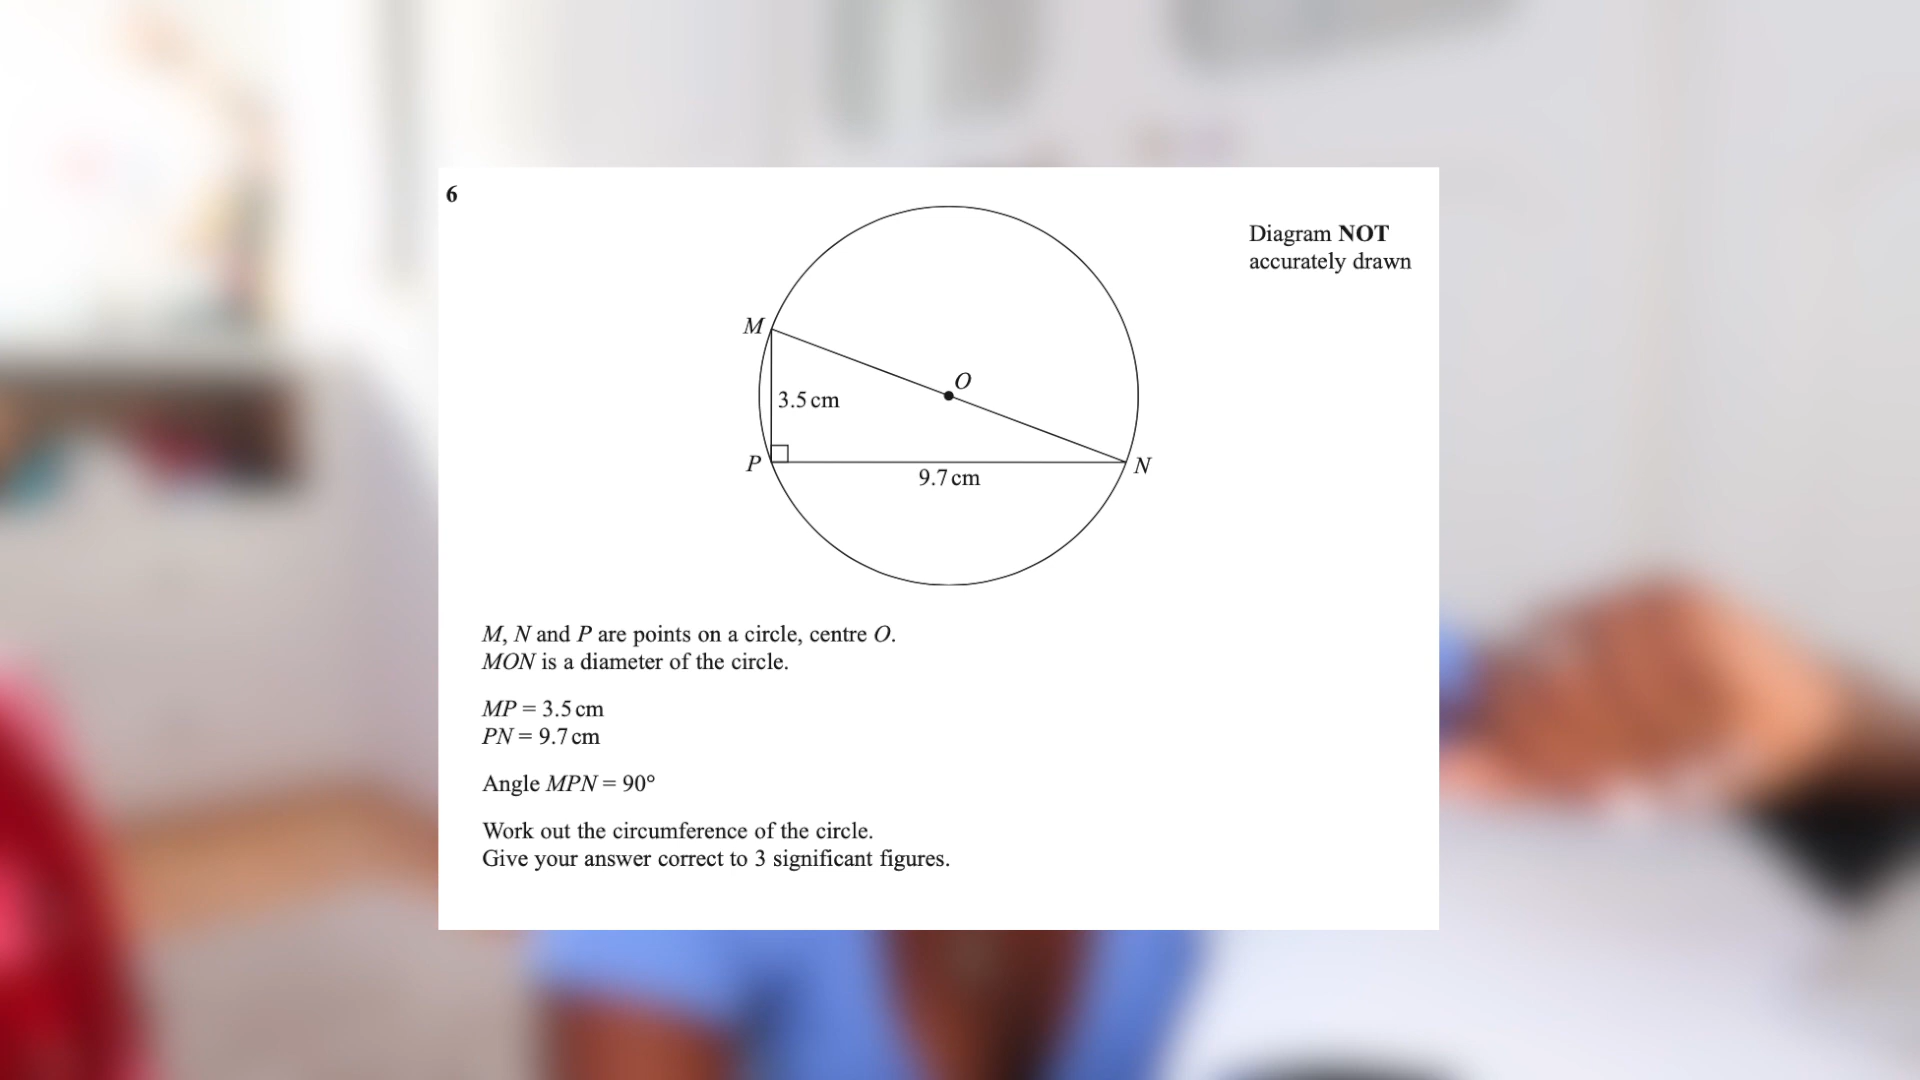 6
Diagram NOT
accurately drawn
M
O
3.5 cm
P
N
9.7 cm
M, N and P are points on a circle, centre O.
MON is a diameter of the circle.
MP = 3.5 cm
PN = 9.7 cm
Angle MPN = 90°
Work out the circumference of the circle.
Give your answer correct to 3 significant figures.